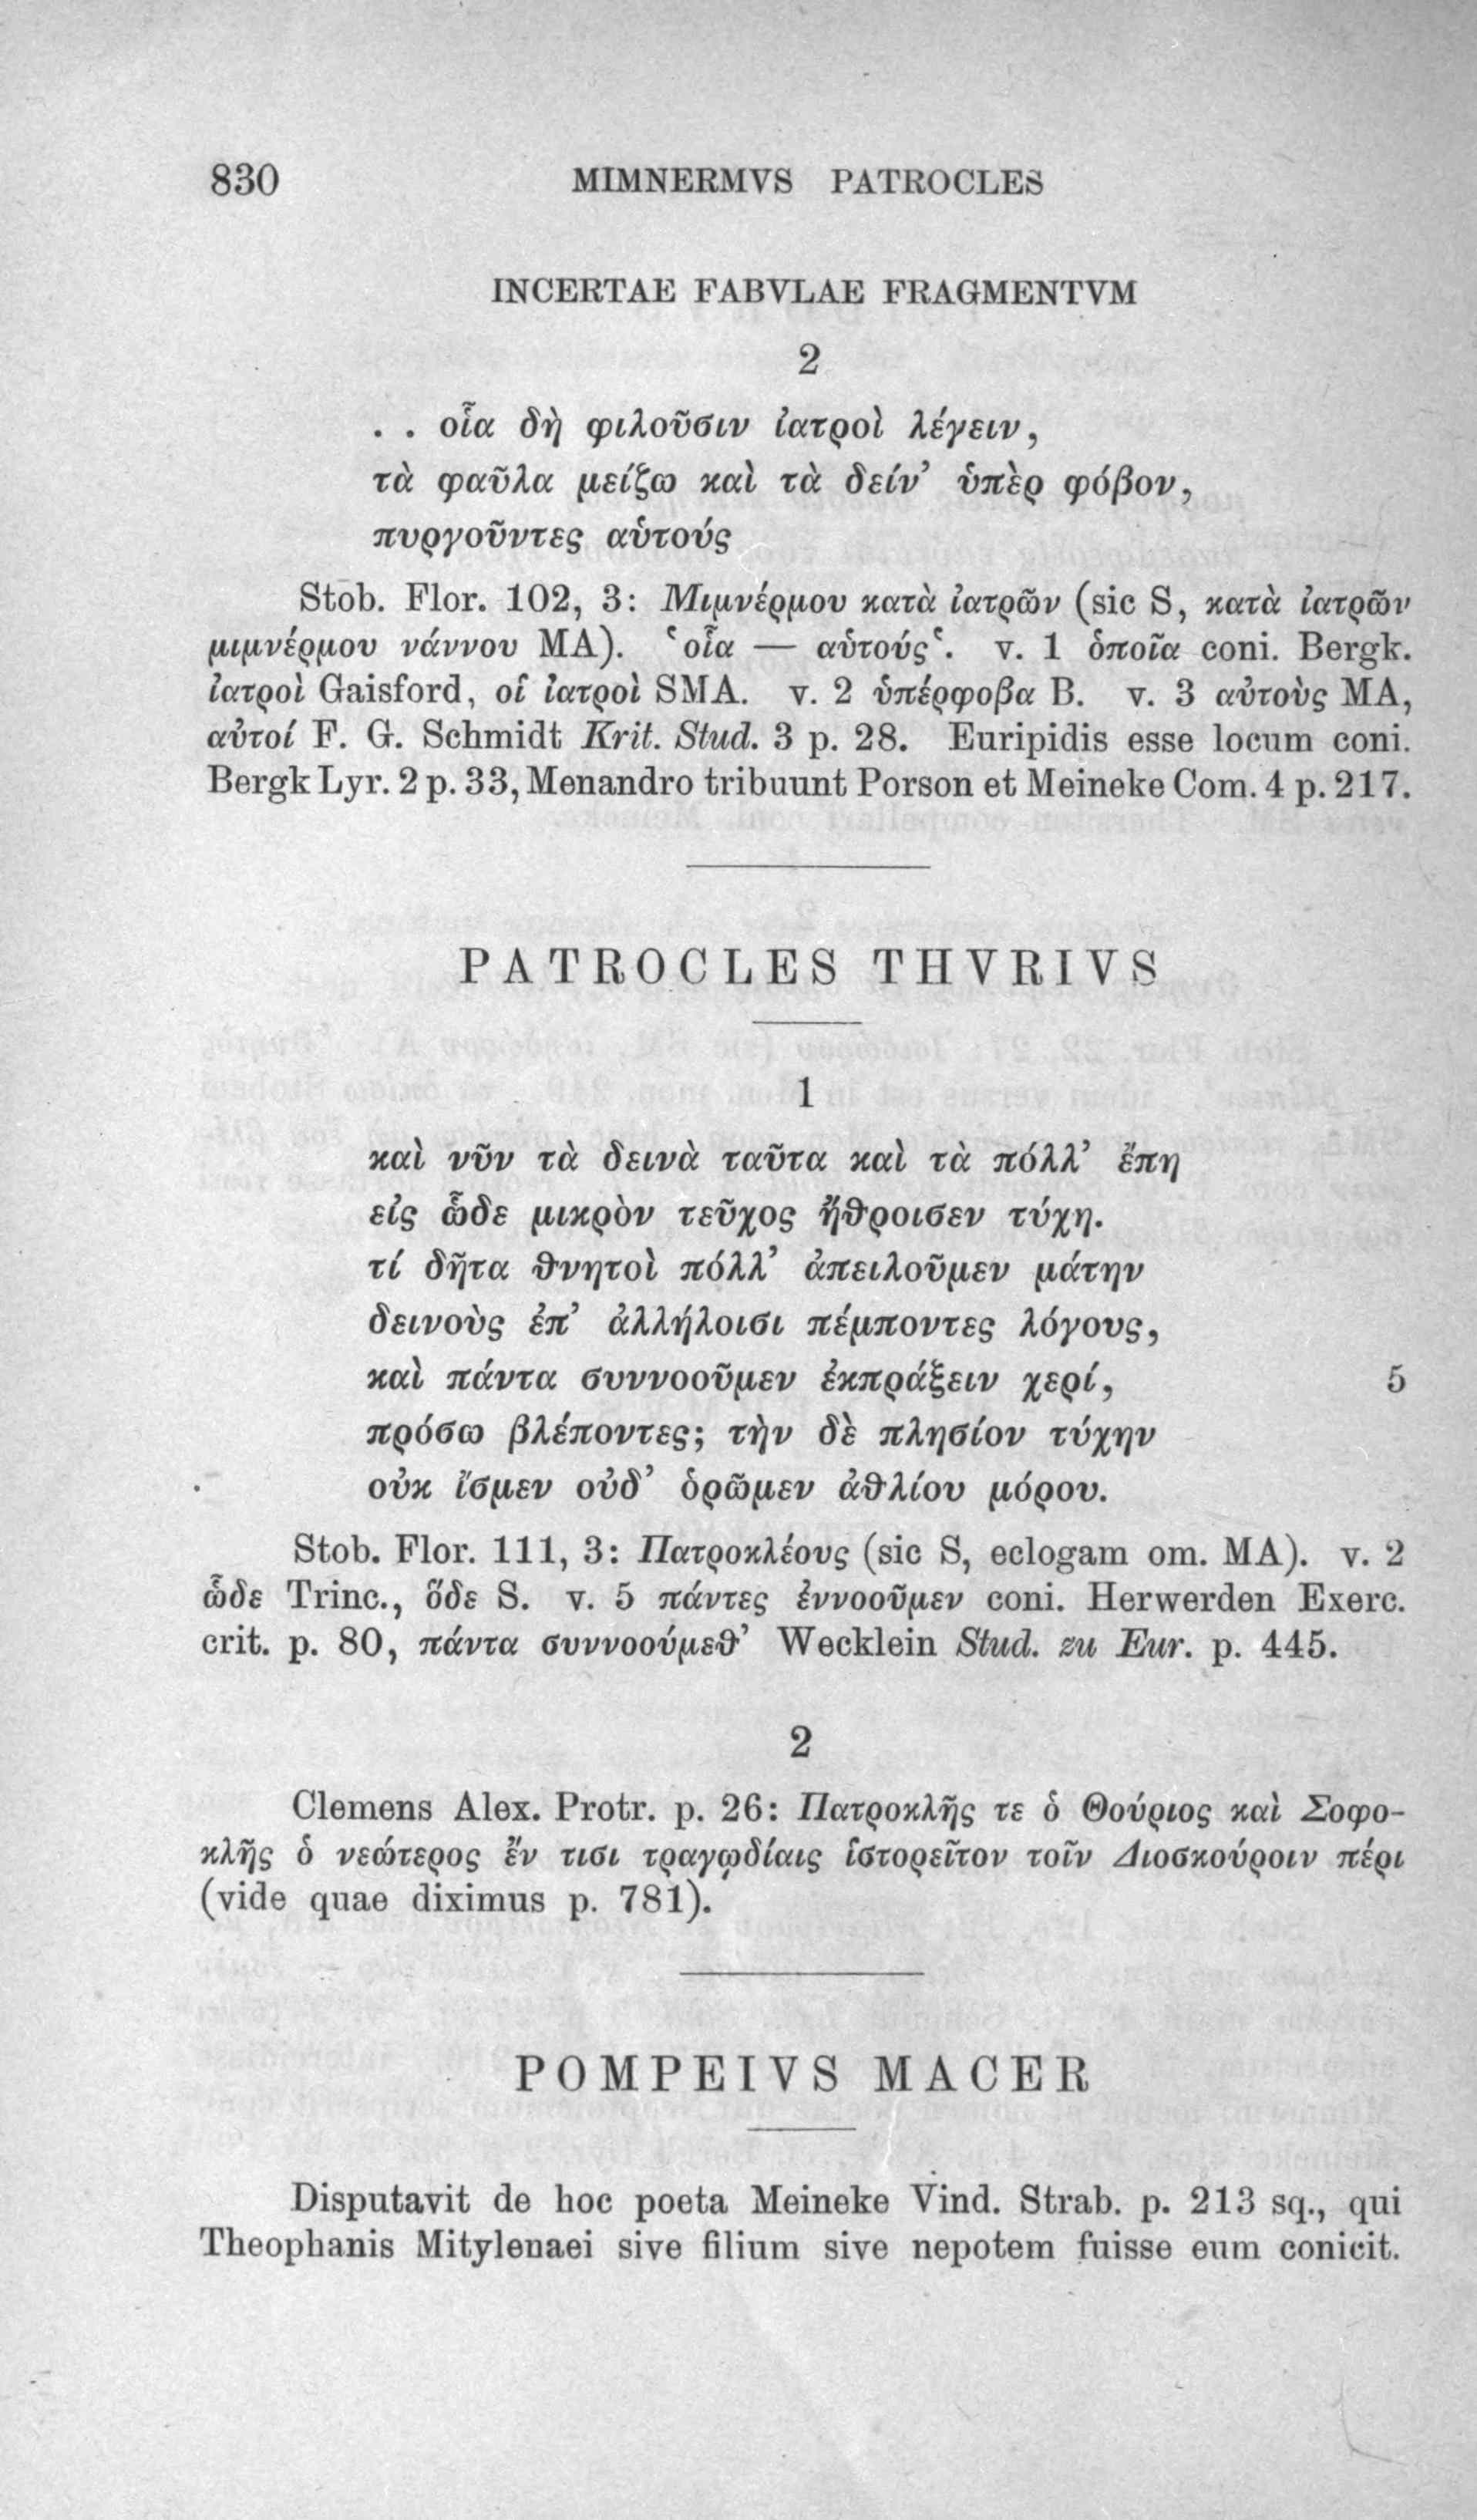 830 MIMNERMVS PATROCLES
INCERTAE FABVLAE FRAGMENTVM
2
. . οἷα δὴ φιλοῦσιν ἰατροὶ λέγειν,
τὰ φαῦλα μείζω καὶ τὰ δείν’ ὑπὲρ φόβον,
πυργοῦντες αὑτούς
Stob. Flor. 102, 3: Μιμνέρμου κατὰ ἰατρῶν (sic S, κατὰ ἰατρῶν
μιμνέρμου νάννου MA). ‘οἷα — αὑτούς‘. v. 1 ὁποῖα coni. Bergk.
ἰατροὶ Gaisford, οἱ ἰατροὶ SMA. v. 2 ὑπέρφοβα B. v. 3 αὐτοὺς MA,
αὐτοί F. G. Schmidt Krit. Stud. 3 p. 28. Euripidis esse locum coni.
Bergk Lyr. 2 p. 33, Menandro tribuunt Porson et Meineke Com. 4 p. 217.
PATROCLES THVRIVS
1
καὶ νῦν τὰ δεινὰ ταῦτα καὶ τὰ πόλλ’ ἔπη
εἰς ὧδε μικρὸν τεῦχος ἤθροισεν τύχη.
τί δῆτα θνητοὶ πόλλ’ ἀπειλοῦμεν μάτην
δεινοὺς ἐπ’ ἀλλήλοισι πέμποντες λόγους,
καὶ πάντα συννοοῦμεν ἐκπράξειν χερί, 5
πρόσω βλέποντες; τὴν δὲ πλησίον τύχην
οὐκ ἴσμεν οὐδ’ ὁρῶμεν ἀθλίου μόρου.
Stob. Flor. 111, 3: Πατροκλέους (sic S, eclogam om. MA). v. 2
ὧδε Trinc., ὅδε S. v. 5 πάντες ἐννοοῦμεν coni. Herwerden Exerc.
crit. p. 80, πάντα συννοούμεθ’ Wecklein Stud. zu Eur. p. 445.
2
Clemens Alex. Protr. p. 26: Πατροκλῆς τε ὁ Θούριος καὶ Σοφο-
κλῆς ὁ νεώτερος ἔν τισι τραγῳδίαις ἱστορεῖτον τοῖν Διοσκούροιν πέρι
(vide quae diximus p. 781).
POMPEIVS MACER
Disputavit de hoc poeta Meineke Vind. Strab. p. 213 sq., qui
Theophanis Mitylenaei sive filium sive nepotem fuisse eum conicit.